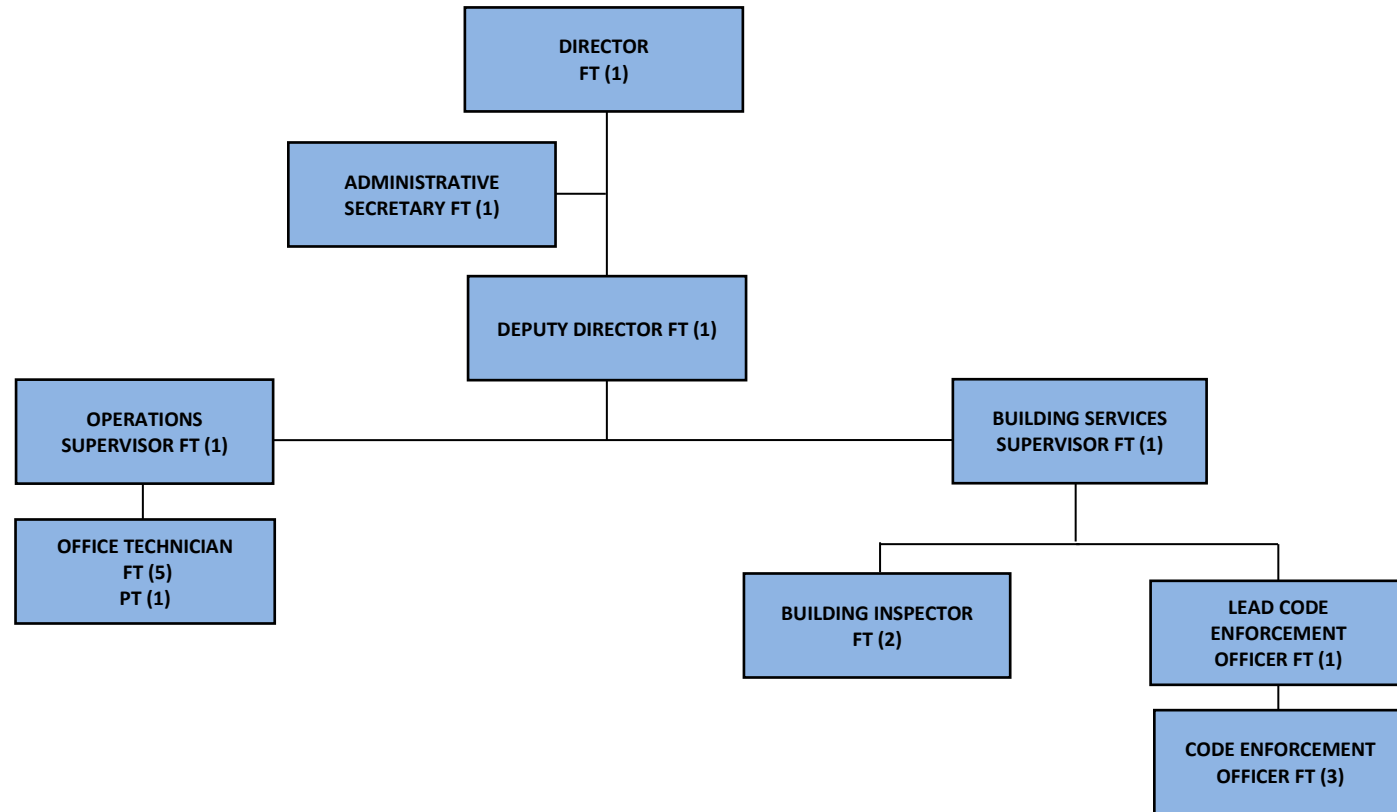 DIRECTOR
FT (1)
ADMINISTRATIVE
SECRETARY FT (1)
DEPUTY DIRECTOR FT (1)
OPERATIONS
SUPERVISOR FT (1)
BUILDING SERVICES
SUPERVISOR FT (1)
OFFICE TECHNICIAN
FT (5)
PT (1)
BUILDING INSPECTOR
FT (2)
LEAD CODE
ENFORCEMENT
OFFICER FT (1)
CODE ENFORCEMENT
OFFICER FT (3)